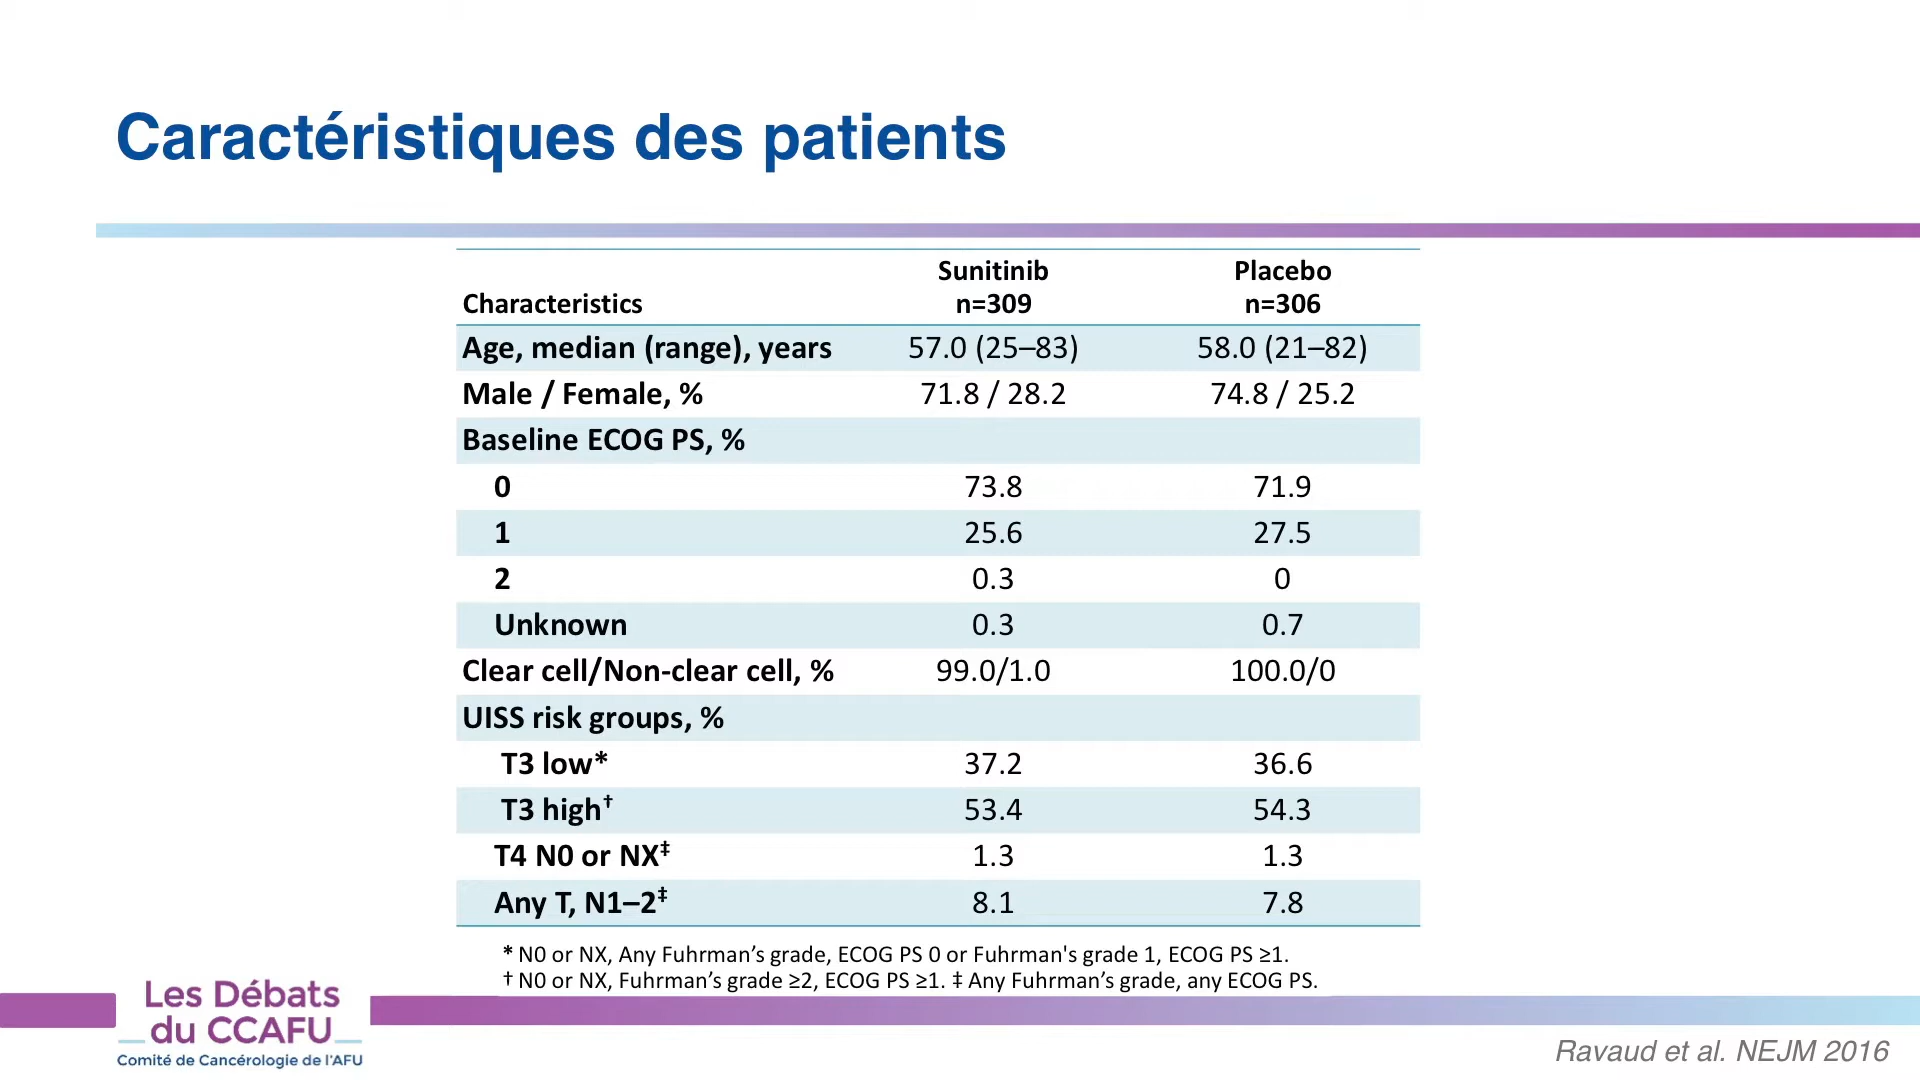 Caractéristiques des patients
Characteristics Sunitinib n=309 Placebo n=306
Age, median (range), years 57.0 (25–83) 58.0 (21–82)
Male / Female, % 71.8 / 28.2 74.8 / 25.2
Baseline ECOG PS, %
0 73.8 71.9
1 25.6 27.5
2 0.3 0
Unknown 0.3 0.7
Clear cell/Non-clear cell, % 99.0/1.0 100.0/0
UISS risk groups, %
T3 low* 37.2 36.6
T3 high† 53.4 54.3
T4 N0 or NX‡ 1.3 1.3
Any T, N1–2‡ 8.1 7.8
* N0 or NX, Any Fuhrman’s grade, ECOG PS 0 or Fuhrman's grade 1, ECOG PS ≥1.
† N0 or NX, Fuhrman’s grade ≥2, ECOG PS ≥1. ‡ Any Fuhrman’s grade, any ECOG PS.
Les Débats
du CCAFU
Comité de Cancérologie de l'AFU
Ravaud et al. NEJM 2016